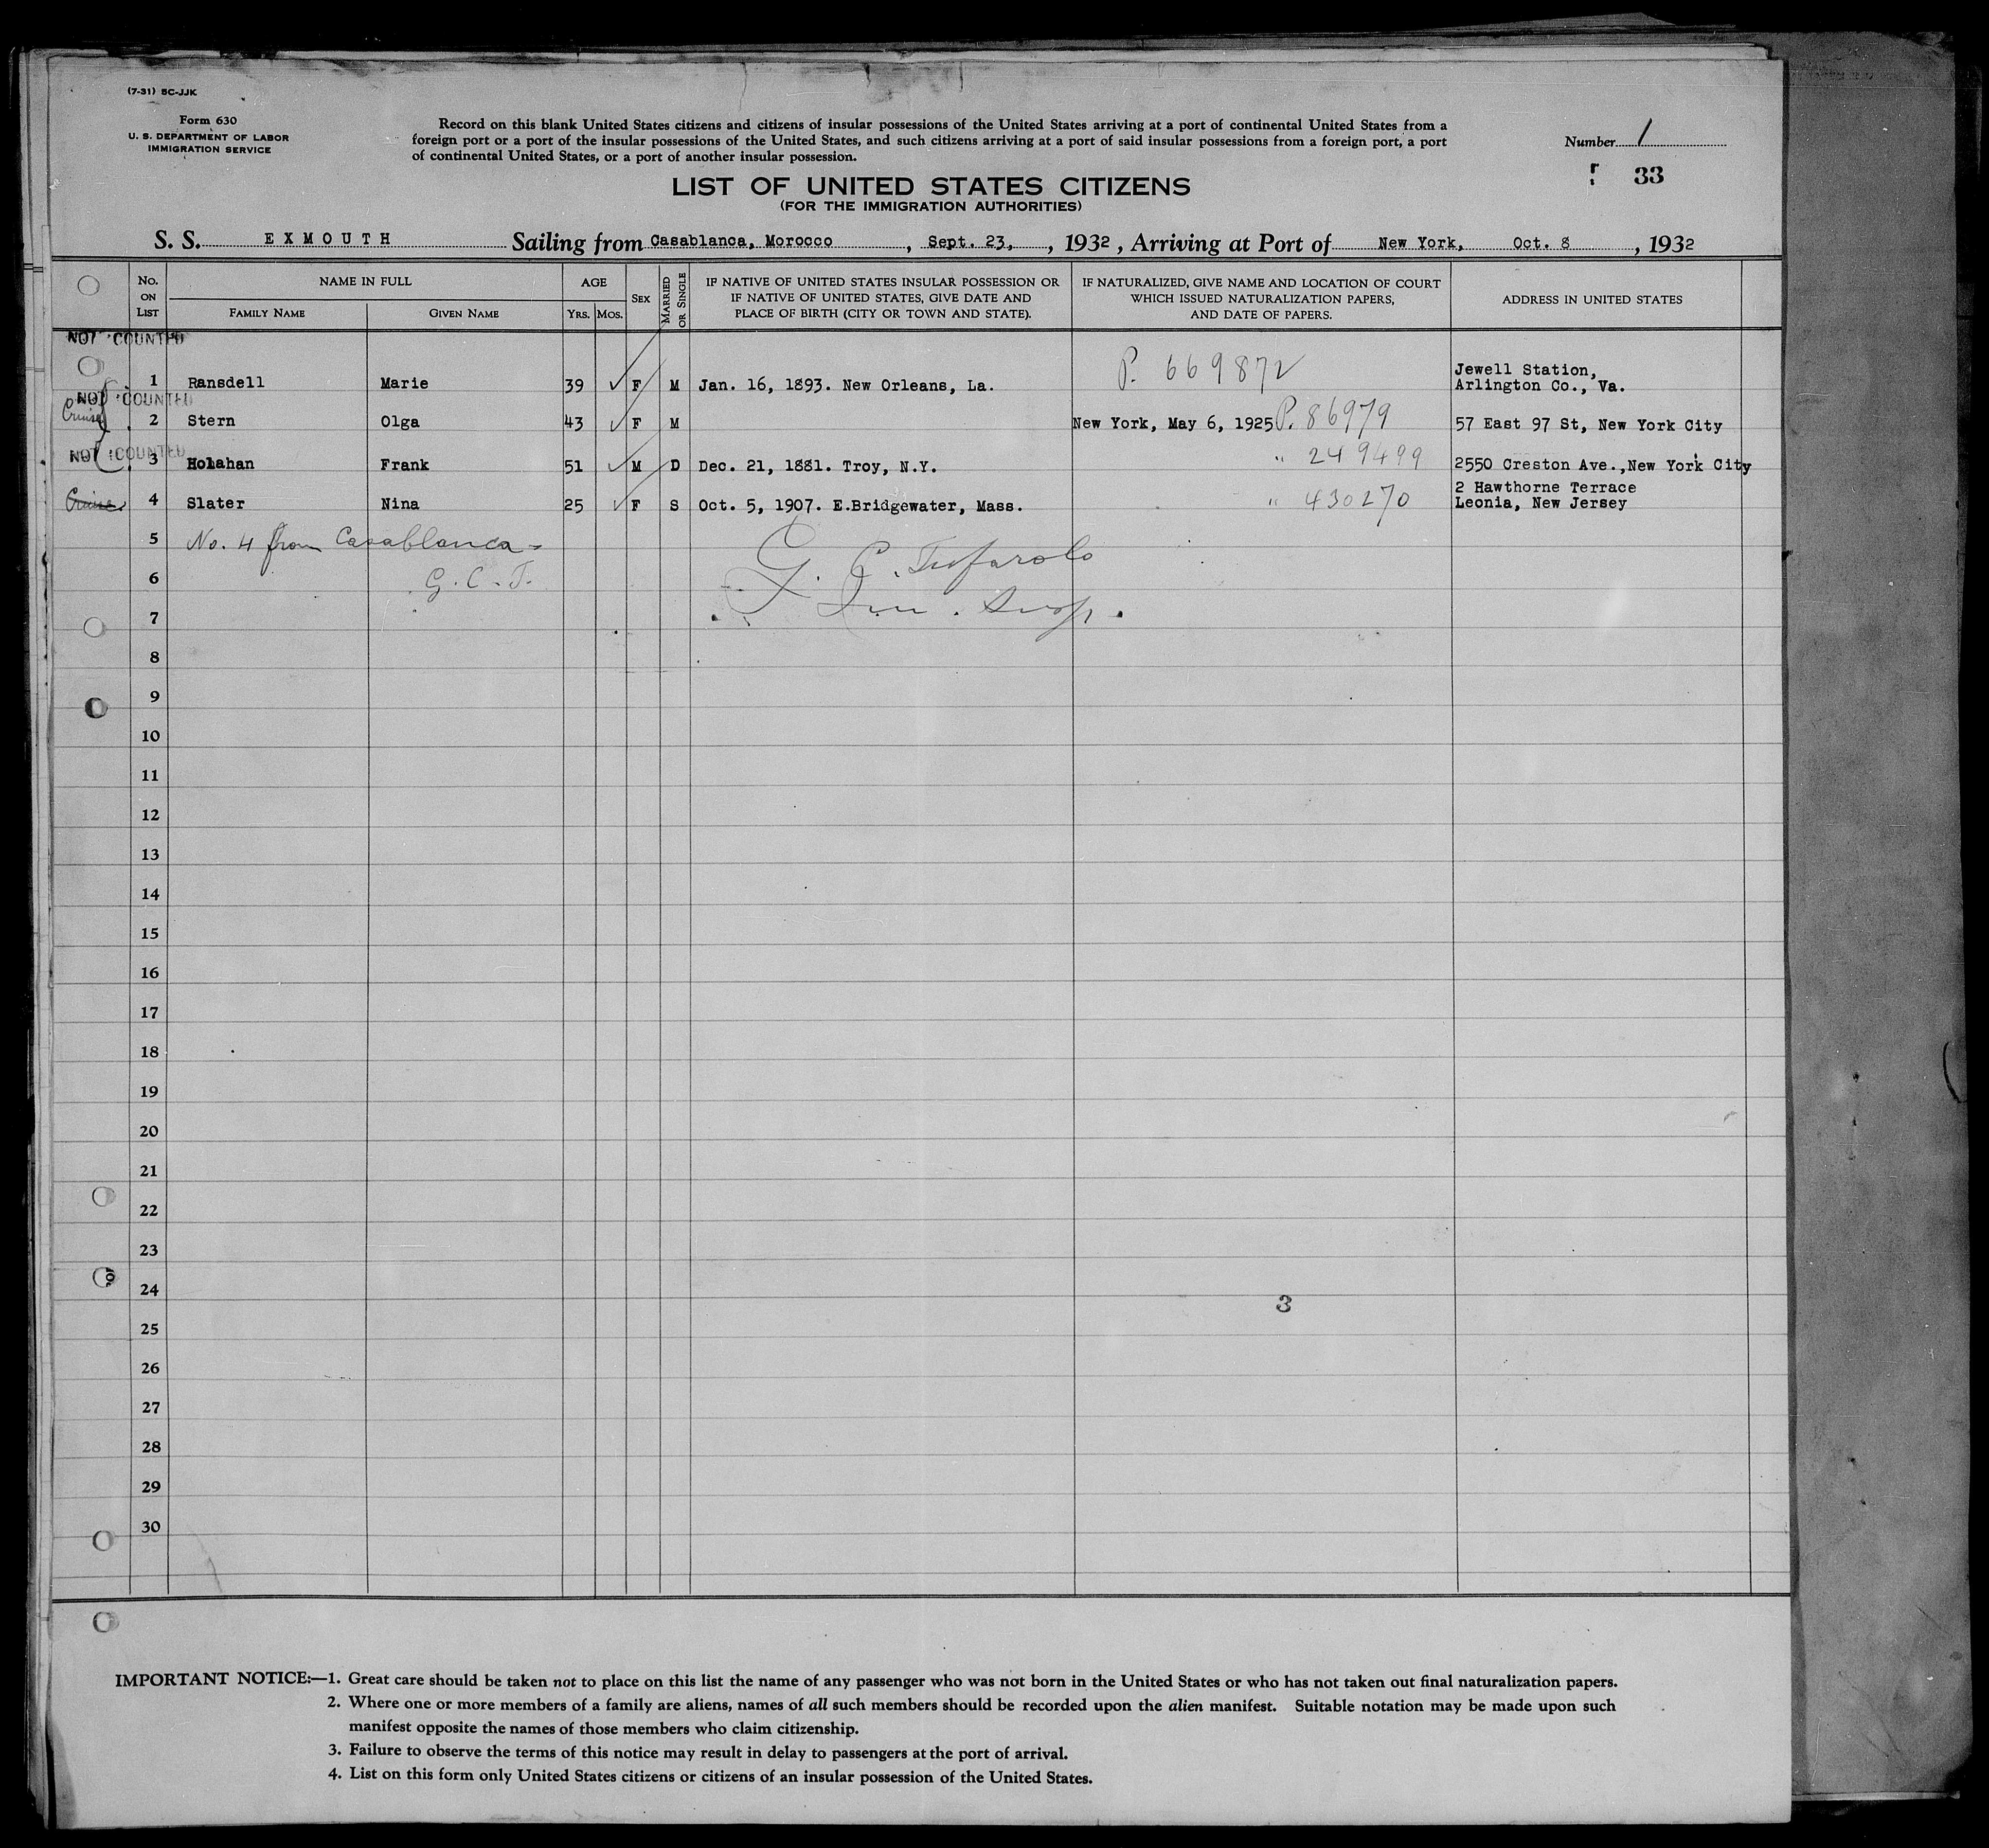 (7-31) 5C-JJK
Form 630
U. S. DEPARTMENT OF LABOR
IMMIGRATION SERVICE
Record on this blank United States citizens and citizens of insular possessions of the United States arriving at a port of continental United States from a
foreign port or a port of the insular possessions of the United States, and such citizens arriving at a port of said insular possessions from a foreign port, a port
of continental United States, or a port of another insular possession.
Number 1
33
LIST OF UNITED STATES CITIZENS
(FOR THE IMMIGRATION AUTHORITIES)
S. S. EXMOUTH Sailing from Casablanca, Morocco, Sept. 23, , 1932, Arriving at Port of New York, Oct. 8, 1932
No. ON LIST NAME IN FULL FAMILY NAME GIVEN NAME AGE YRS. MOS. SEX MARRIED OR SINGLE IF NATIVE OF UNITED STATES INSULAR POSSESSION OR IF NATIVE OF UNITED STATES, GIVE DATE AND PLACE OF BIRTH (CITY OR TOWN AND STATE). IF NATURALIZED, GIVE NAME AND LOCATION OF COURT WHICH ISSUED NATURALIZATION PAPERS, AND DATE OF PAPERS. ADDRESS IN UNITED STATES
NOT COUNTED
1 Ransdell Marie 39 ✓ F M Jan. 16, 1893. New Orleans, La. P. 669872 Jewell Station, Arlington Co., Va.
NOT COUNTED
Cruise 2 Stern Olga 43 ✓ F M New York, May 6, 1925 P. 86979 57 East 97 St, New York City
NOT COUNTED
3 Holahan Frank 51 ✓ M D Dec. 21, 1881. Troy, N.Y. " 249499 2550 Creston Ave.,New York City
Cruise 4 Slater Nina 25 ✓ F S Oct. 5, 1907. E.Bridgewater, Mass. " 430270 2 Hawthorne Terrace Leonia, New Jersey
5 No. 4 from Casablanca -
6 G. C. T.
G. C. Tufarolo
7 Imm. Insp.
8
9
10
11
12
13
14
15
16
17
18
19
20
21
22
23
24
3
25
26
27
28
29
30
IMPORTANT NOTICE:—1. Great care should be taken not to place on this list the name of any passenger who was not born in the United States or who has not taken out final naturalization papers.
2. Where one or more members of a family are aliens, names of all such members should be recorded upon the alien manifest. Suitable notation may be made upon such
manifest opposite the names of those members who claim citizenship.
3. Failure to observe the terms of this notice may result in delay to passengers at the port of arrival.
4. List on this form only United States citizens or citizens of an insular possession of the United States.